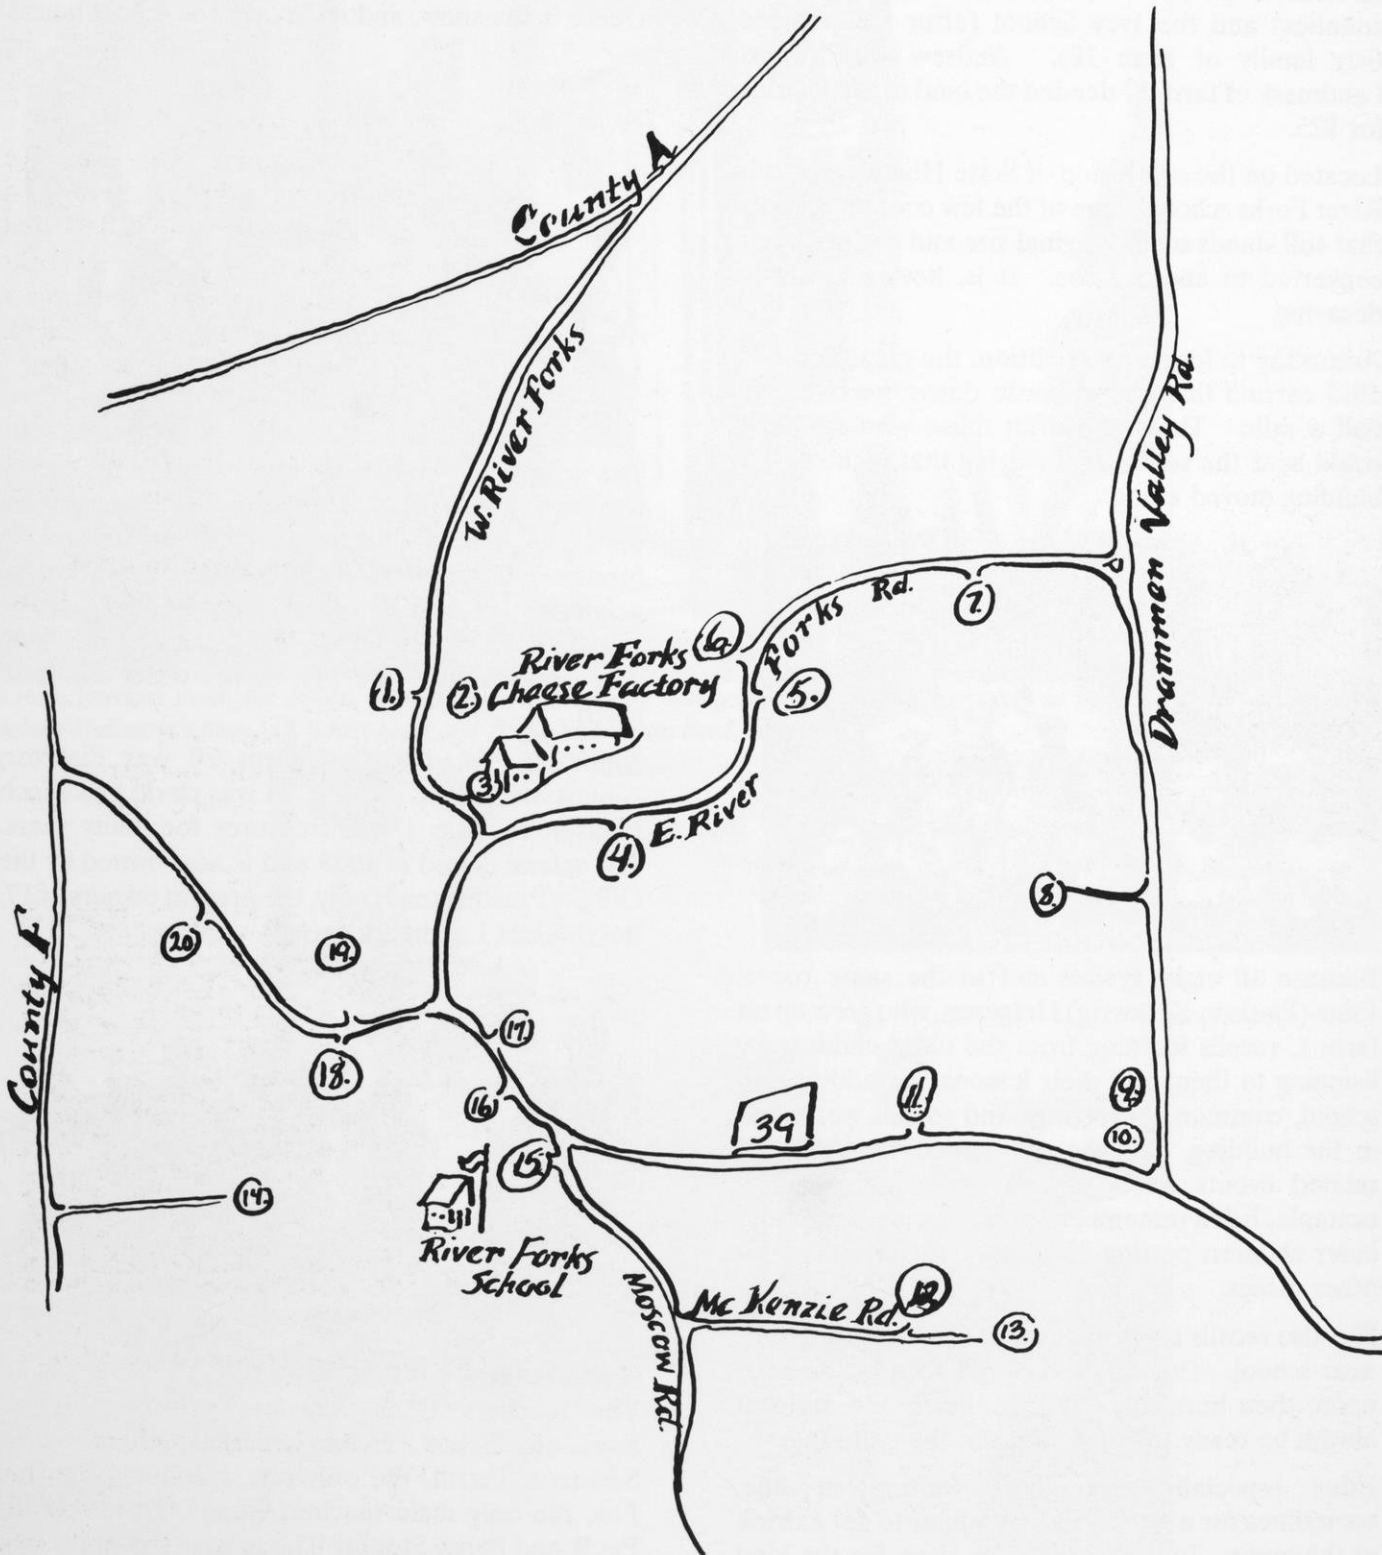 County A
W. River Forks
Drammen Valley Rd.
Forks Rd.
7.
6.
River Forks
Cheese Factory
1.
2.
5.
3.
E. River
4.
8.
County F
20
19.
17.
18.
16
39
11.
9.
10.
15.
14.
River Forks
School
Moscow Rd.
Mc Kenzie Rd.
12
13.